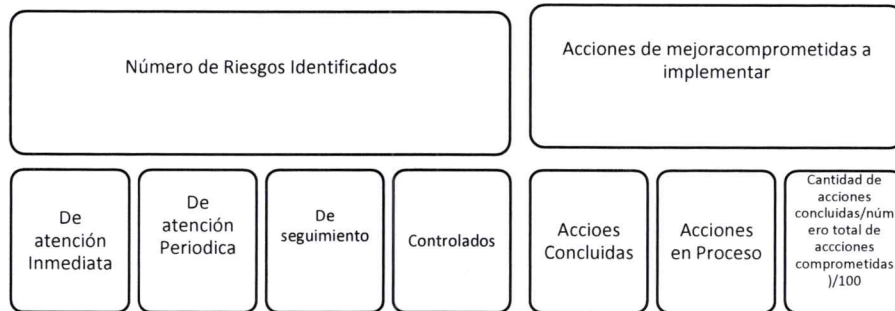 Número de Riesgos Identificados
Acciones de mejoracomprometidas a
implementar
De
atención
Inmediata
De
atención
Periodica
De
seguimiento
Controlados
Accioes
Concluidas
Acciones
en Proceso
Cantidad de
acciones
concluidas/núm
ero total de
accciones
comprometidas
)/100